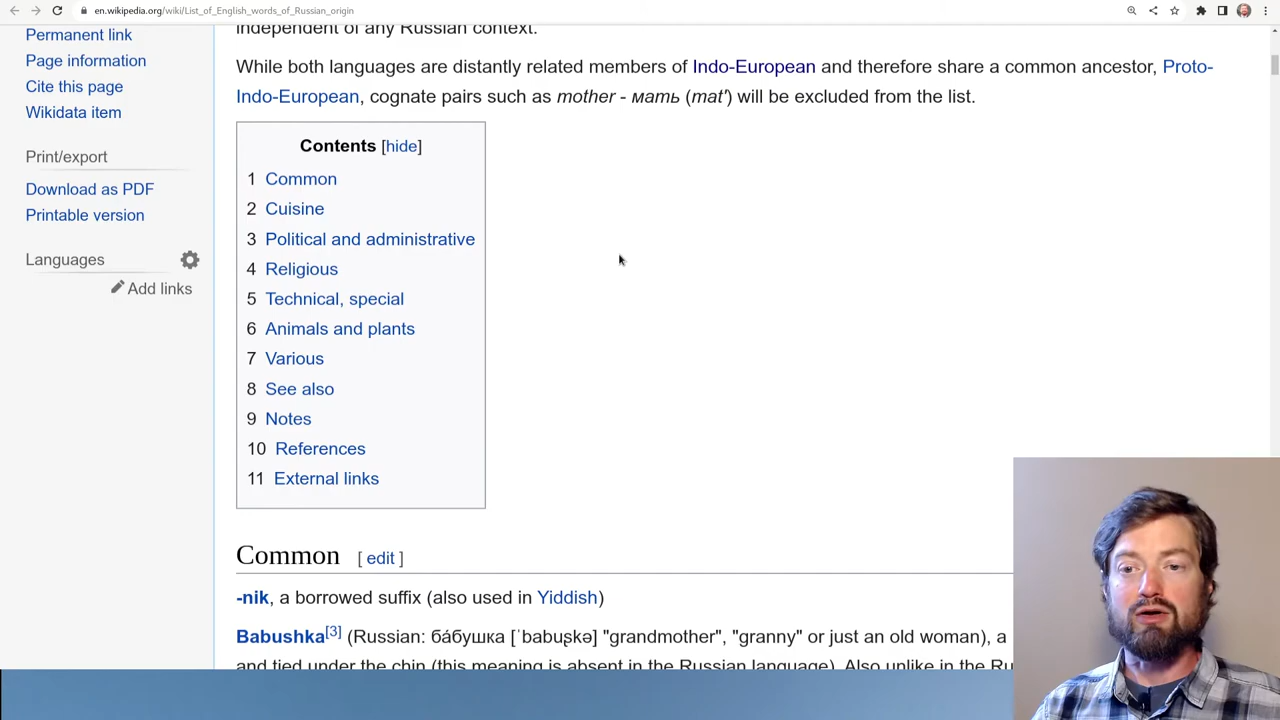 en.wikipedia.org/wiki/List_of_English_words_of_Russian_origin
independent of any Russian context.
Permanent link
Page information
Cite this page
Wikidata item
Print/export
Download as PDF
Printable version
Languages
Add links
While both languages are distantly related members of Indo-European and therefore share a common ancestor, Proto-
Indo-European, cognate pairs such as mother - мать (mat') will be excluded from the list.
Contents [hide]
1 Common
2 Cuisine
3 Political and administrative
4 Religious
5 Technical, special
6 Animals and plants
7 Various
8 See also
9 Notes
10 References
11 External links
Common [ edit ]
-nik, a borrowed suffix (also used in Yiddish)
Babushka[3] (Russian: ба́бушка [ˈbabuʂkə] "grandmother", "granny" or just an old woman), a
and tied under the chin (this meaning is absent in the Russian language). Also unlike in the Ru